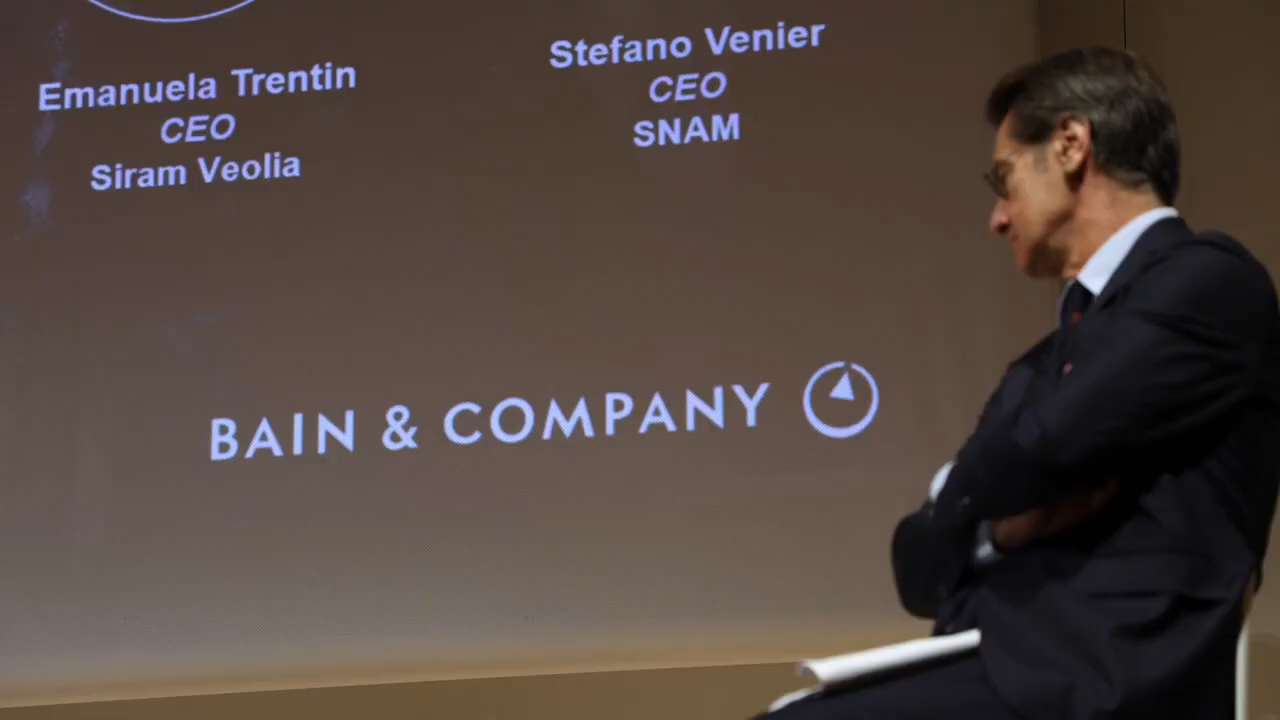 Emanuela Trentin
CEO
Siram Veolia
Stefano Venier
CEO
SNAM
BAIN & COMPANY